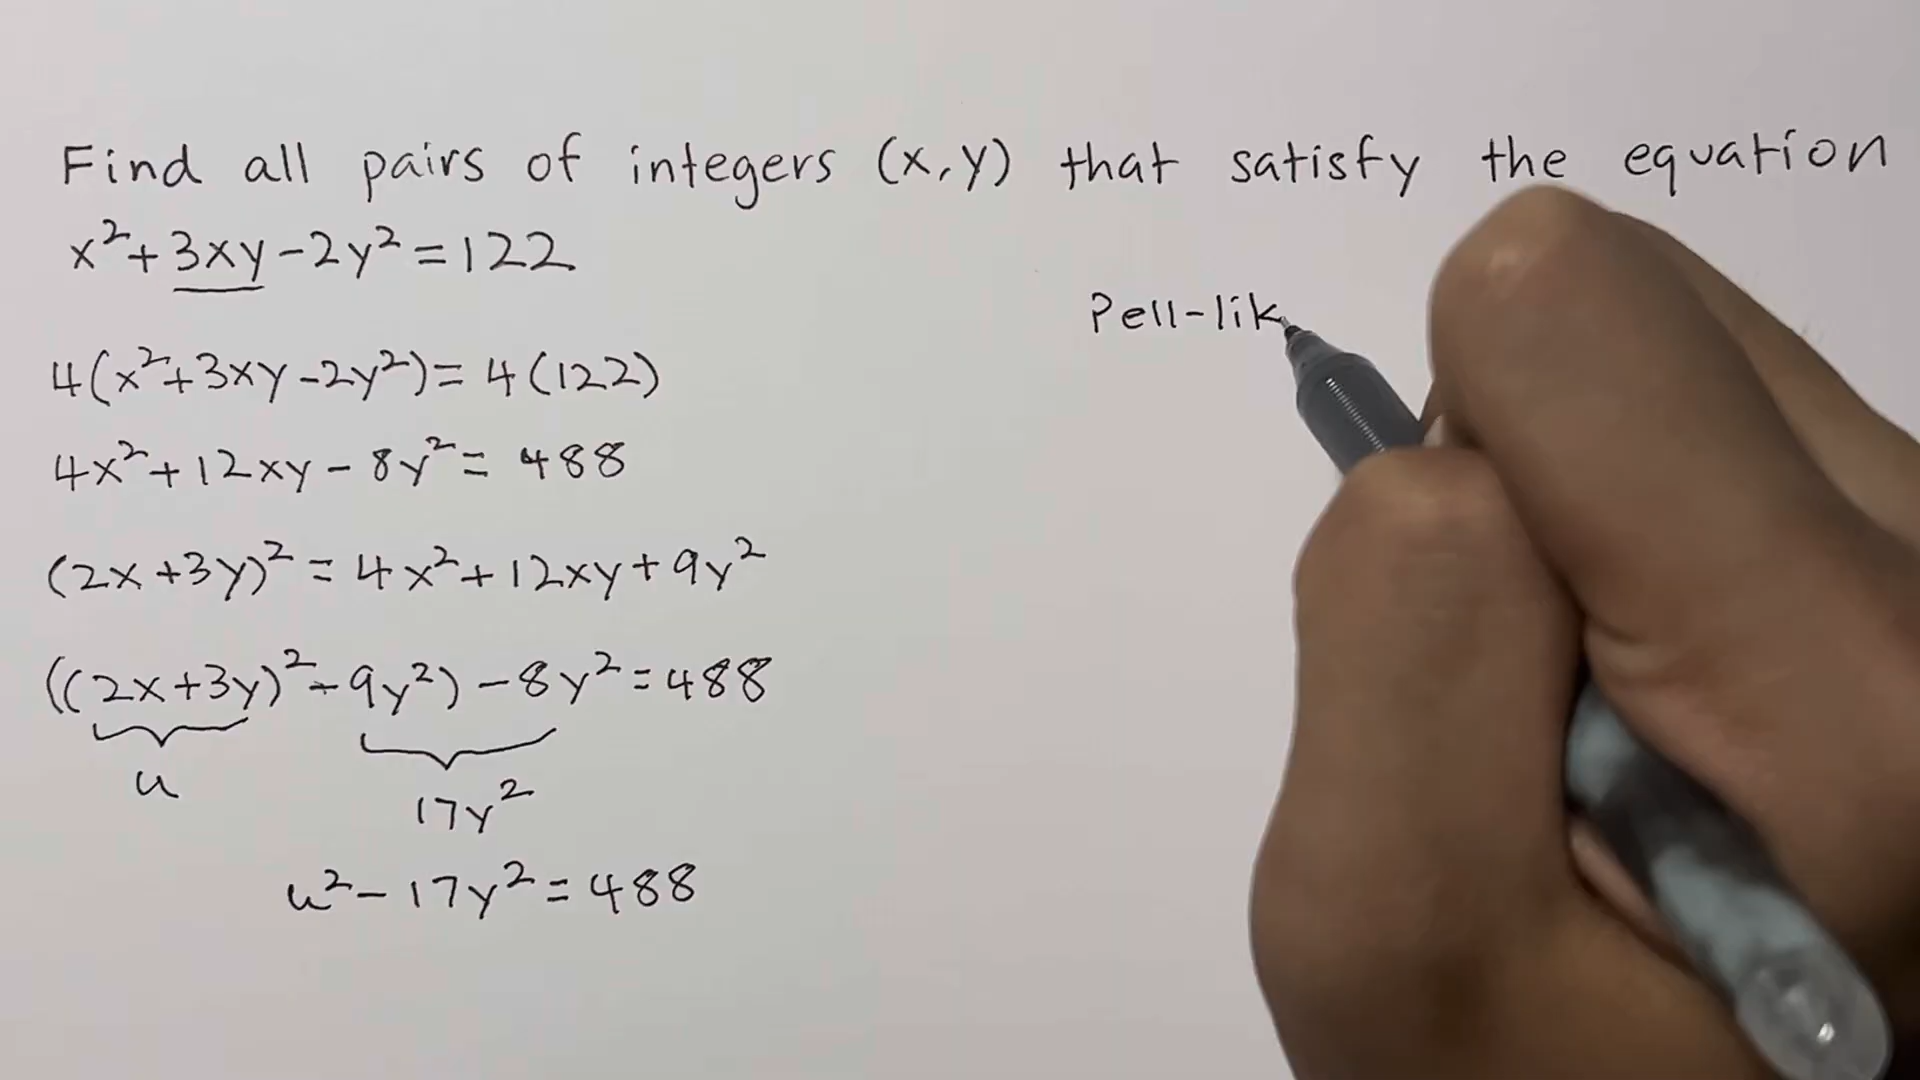 Find all pairs of integers (x,y) that satisfy the equation
x²+3xy-2y²=122
Pell-lik
4(x²+3xy-2y²)=4(122)
4x²+12xy-8y²=488
(2x+3y)²=4x²+12xy+9y²
((2x+3y)²-9y²)-8y²=488
u
17y²
u²-17y²=488